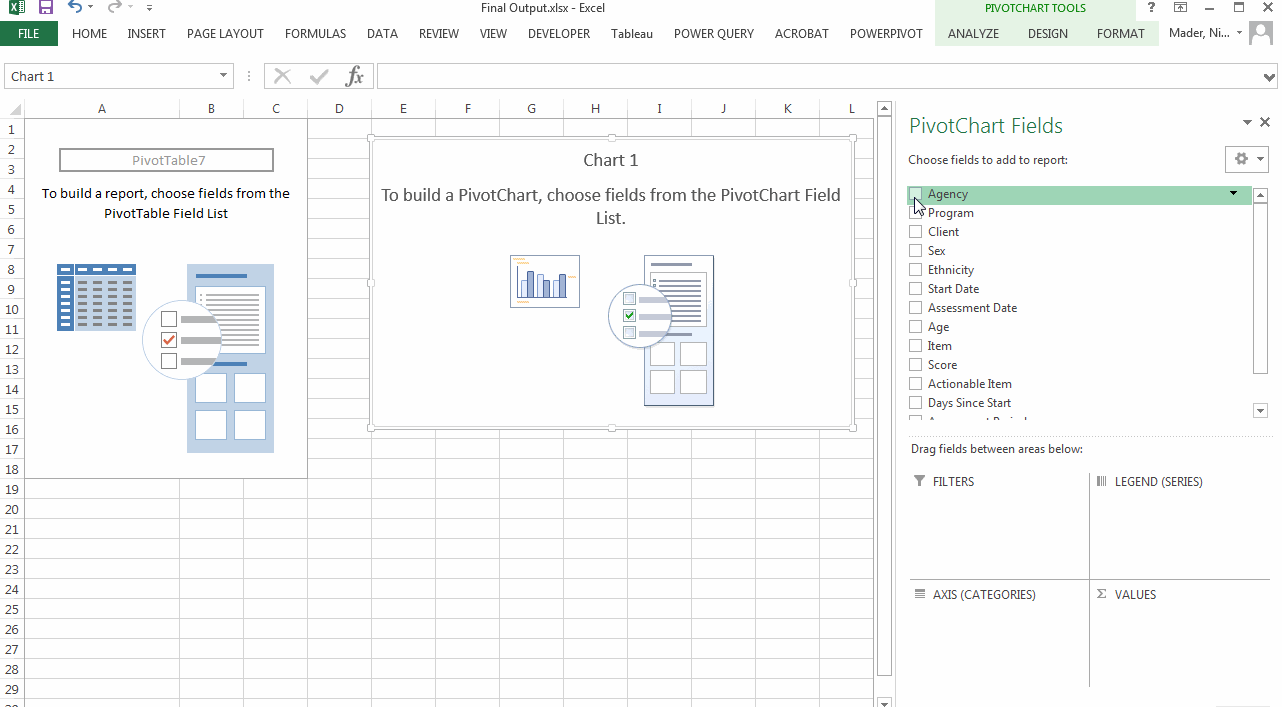 Final Output.xlsx - Excel
PIVOTCHART TOOLS
?
FILE HOME INSERT PAGE LAYOUT FORMULAS DATA REVIEW VIEW DEVELOPER Tableau POWER QUERY ACROBAT POWERPIVOT ANALYZE DESIGN FORMAT Mader, Ni...
Chart 1
fx
A B C D E F G H I J K L
1
2
3
4
5
6
7
8
9
10
11
12
13
14
15
16
17
18
19
20
21
22
23
24
25
26
27
28
29
PivotTable7
To build a report, choose fields from the
PivotTable Field List
Chart 1
To build a PivotChart, choose fields from the PivotChart Field
List.
PivotChart Fields
Choose fields to add to report:
Agency
Program
Client
Sex
Ethnicity
Start Date
Assessment Date
Age
Item
Score
Actionable Item
Days Since Start
Drag fields between areas below:
FILTERS
LEGEND (SERIES)
AXIS (CATEGORIES)
Σ VALUES